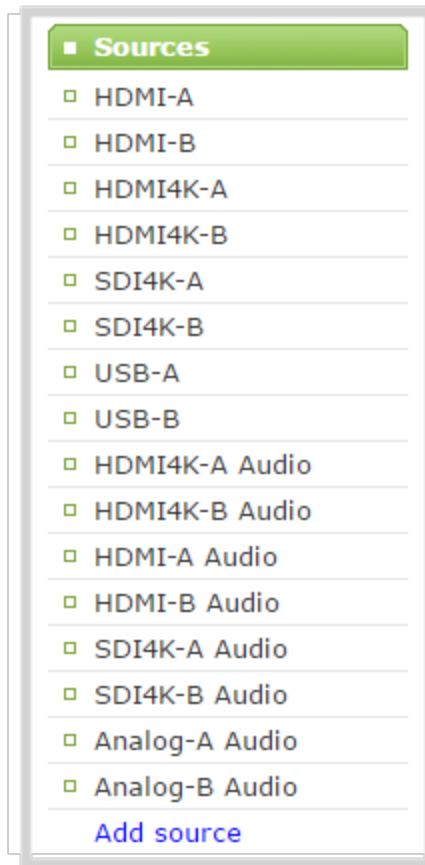 Sources
HDMI-A
HDMI-B
HDMI4K-A
HDMI4K-B
SDI4K-A
SDI4K-B
USB-A
USB-B
HDMI4K-A Audio
HDMI4K-B Audio
HDMI-A Audio
HDMI-B Audio
SDI4K-A Audio
SDI4K-B Audio
Analog-A Audio
Analog-B Audio
Add source